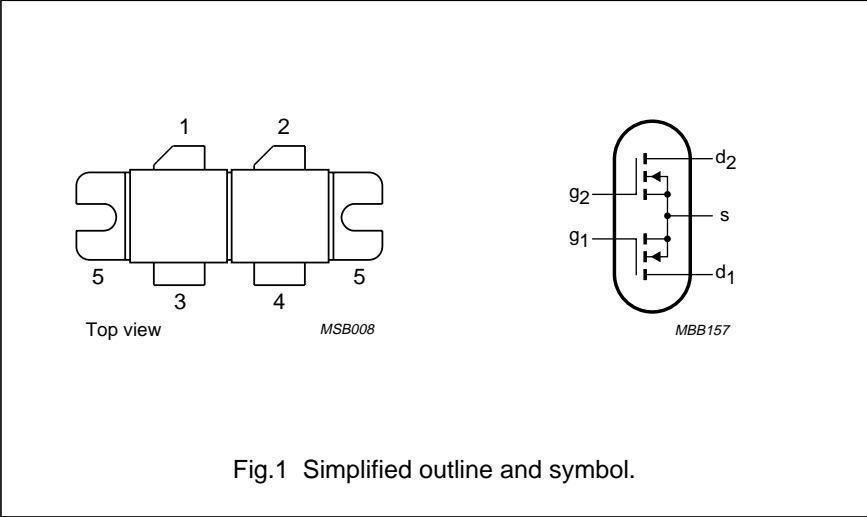 1
2
5
5
3
4
Top view
MSB008
d2
g2
s
g1
d1
MBB157
Fig.1 Simplified outline and symbol.